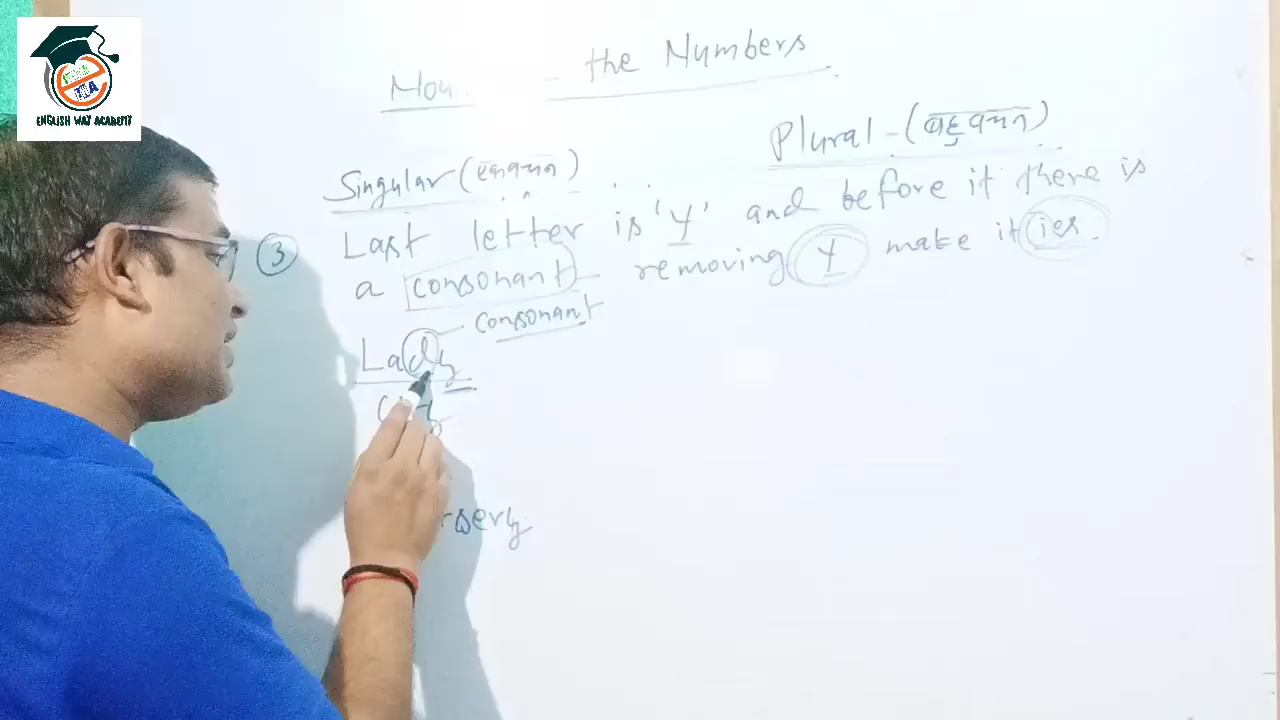 ENGLISH WAY ACADEMY
Nou - the Numbers
Singular (एकवचन)
Plural - (बहुवचन)
③ Last letter is 'Y' and before it there is
a consonant removing Y make it ies.
consonant
Lady